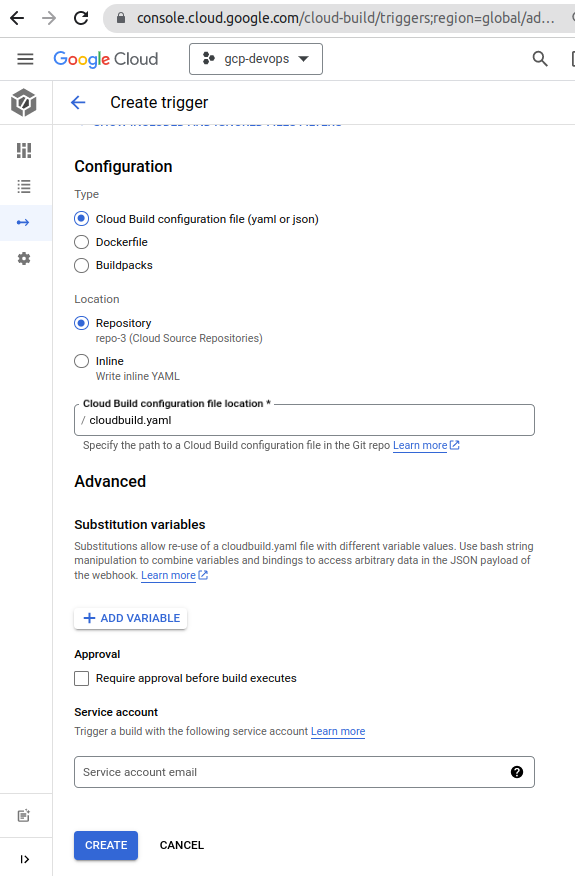 console.cloud.google.com/cloud-build/triggers;region=global/ad...
Google Cloud
gcp-devops
Create trigger
SHOW INCLUDED AND IGNORED FILES FILTERS
Configuration
Type
Cloud Build configuration file (yaml or json)
Dockerfile
Buildpacks
Location
Repository
repo-3 (Cloud Source Repositories)
Inline
Write inline YAML
Cloud Build configuration file location *
/ cloudbuild.yaml
Specify the path to a Cloud Build configuration file in the Git repo Learn more
Advanced
Substitution variables
Substitutions allow re-use of a cloudbuild.yaml file with different variable values. Use bash string
manipulation to combine variables and bindings to access arbitrary data in the JSON payload of
the webhook. Learn more
ADD VARIABLE
Approval
Require approval before build executes
Service account
Trigger a build with the following service account Learn more
Service account email
CREATE
CANCEL